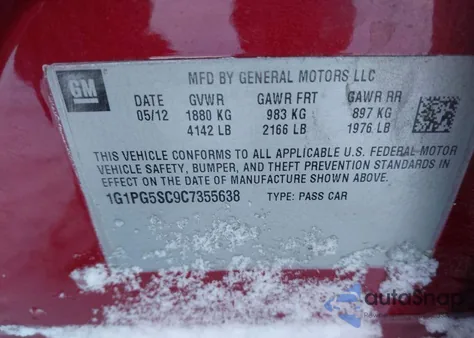 GM
MFD BY GENERAL MOTORS LLC
DATE GVWR GAWR FRT GAWR RR
05/12 1880 KG 983 KG 897 KG
4142 LB 2166 LB 1976 LB
THIS VEHICLE CONFORMS TO ALL APPLICABLE U.S. FEDERAL MOTOR
VEHICLE SAFETY, BUMPER, AND THEFT PREVENTION STANDARDS IN
EFFECT ON THE DATE OF MANUFACTURE SHOWN ABOVE.
1G1PG5SC9C7355638 TYPE: PASS CAR
autoSnap